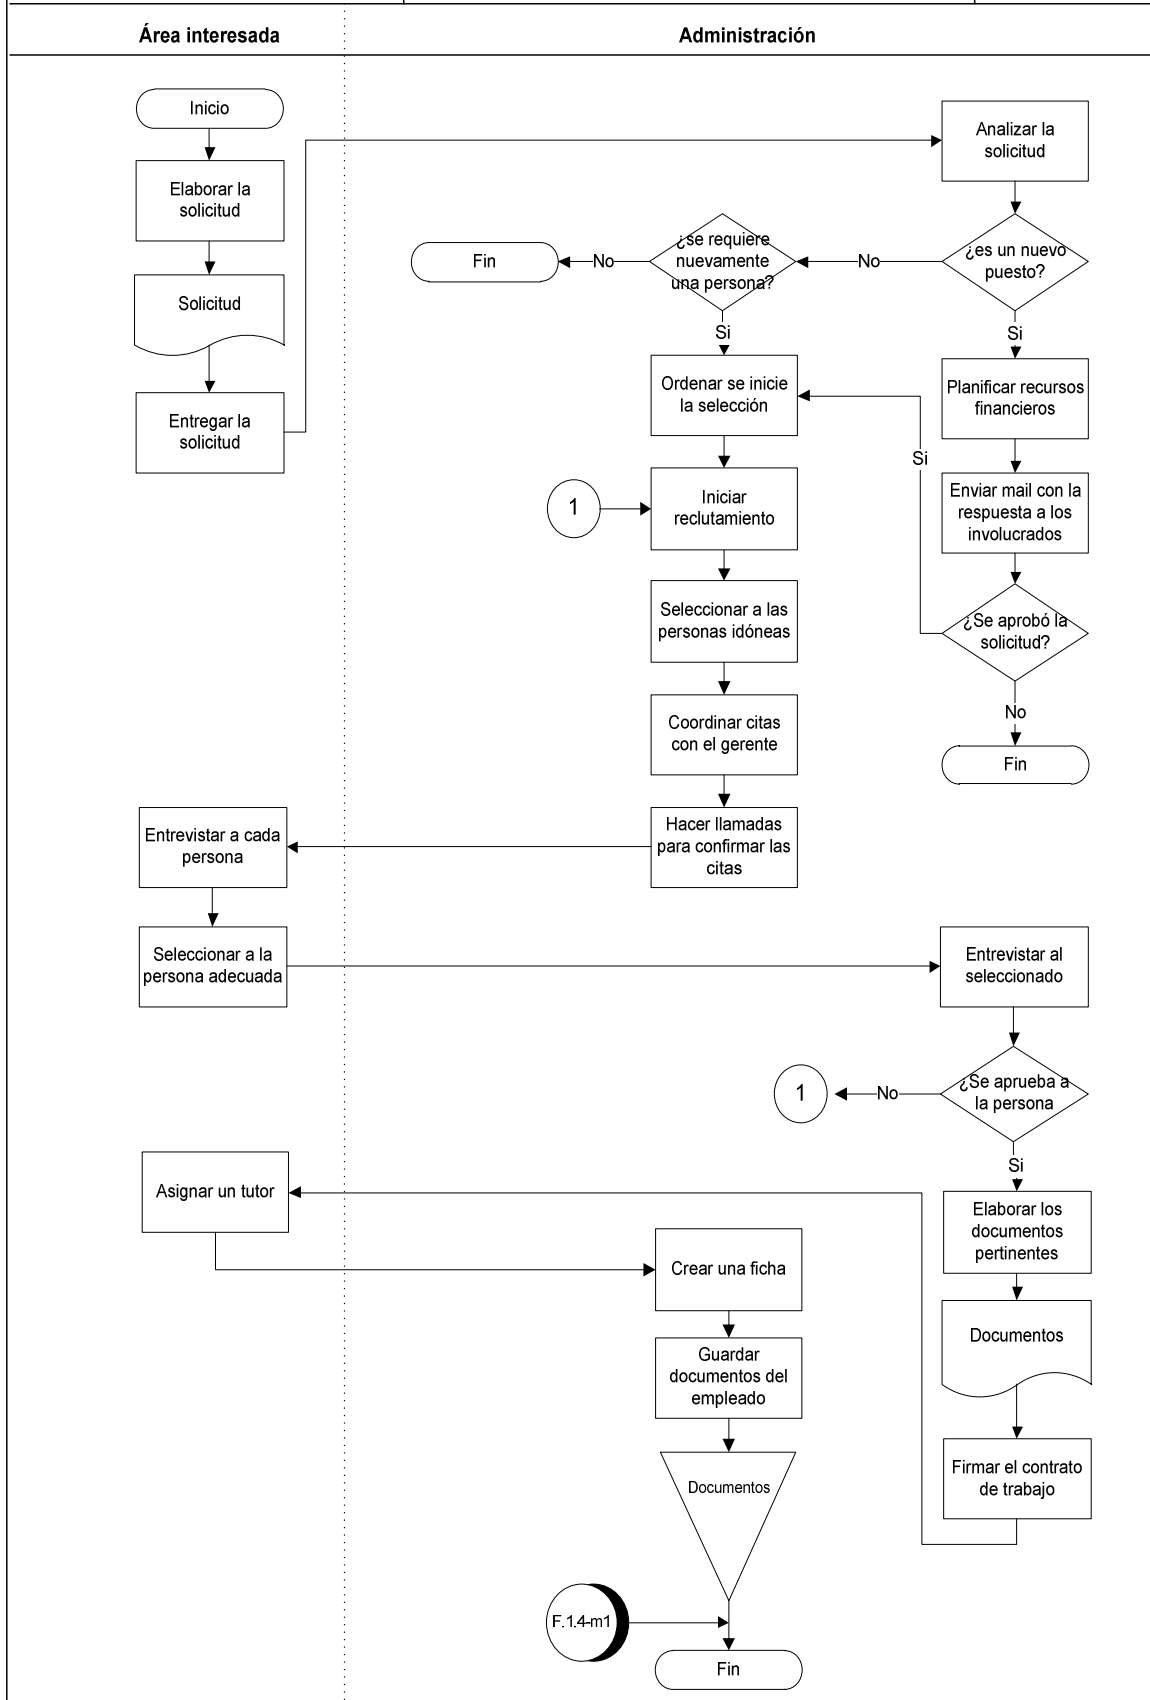 Área interesada
Administración
Inicio
Elaborar la
solicitud
Solicitud
Entregar la
solicitud
Analizar la
solicitud
¿es un nuevo
puesto?
No
¿se requiere
nuevamente
una persona?
No
Fin
Si
Si
Ordenar se inicie
la selección
Planificar recursos
financieros
Si
1
Iniciar
reclutamiento
Enviar mail con la
respuesta a los
involucrados
Seleccionar a las
personas idóneas
¿Se aprobó la
solicitud?
No
Fin
Coordinar citas
con el gerente
Hacer llamadas
para confirmar las
citas
Entrevistar a cada
persona
Seleccionar a la
persona adecuada
Entrevistar al
seleccionado
¿Se aprueba a
la persona
No
1
Si
Elaborar los
documentos
pertinentes
Documentos
Firmar el contrato
de trabajo
Asignar un tutor
Crear una ficha
Guardar
documentos del
empleado
Documentos
F.1.4-m1
Fin